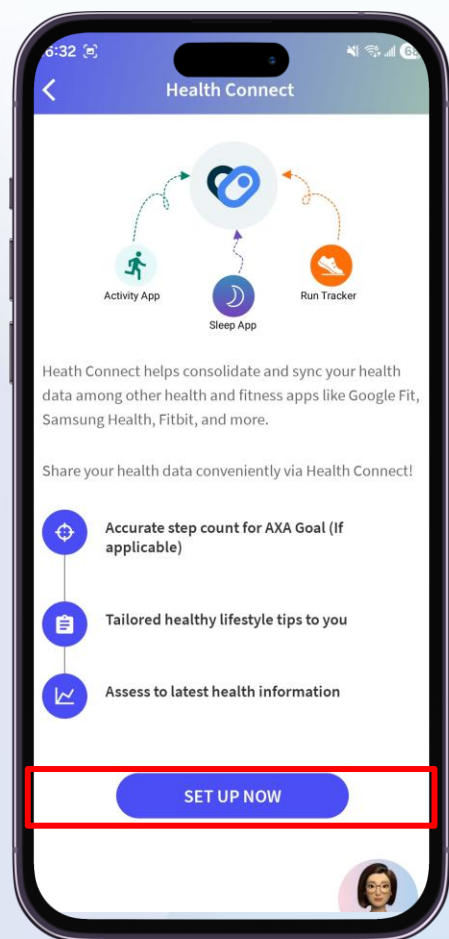 6:32
Health Connect
Activity App
Run Tracker
Sleep App
Heath Connect helps consolidate and sync your health
data among other health and fitness apps like Google Fit,
Samsung Health, Fitbit, and more.
Share your health data conveniently via Health Connect!
Accurate step count for AXA Goal (If
applicable)
Tailored healthy lifestyle tips to you
Assess to latest health information
SET UP NOW